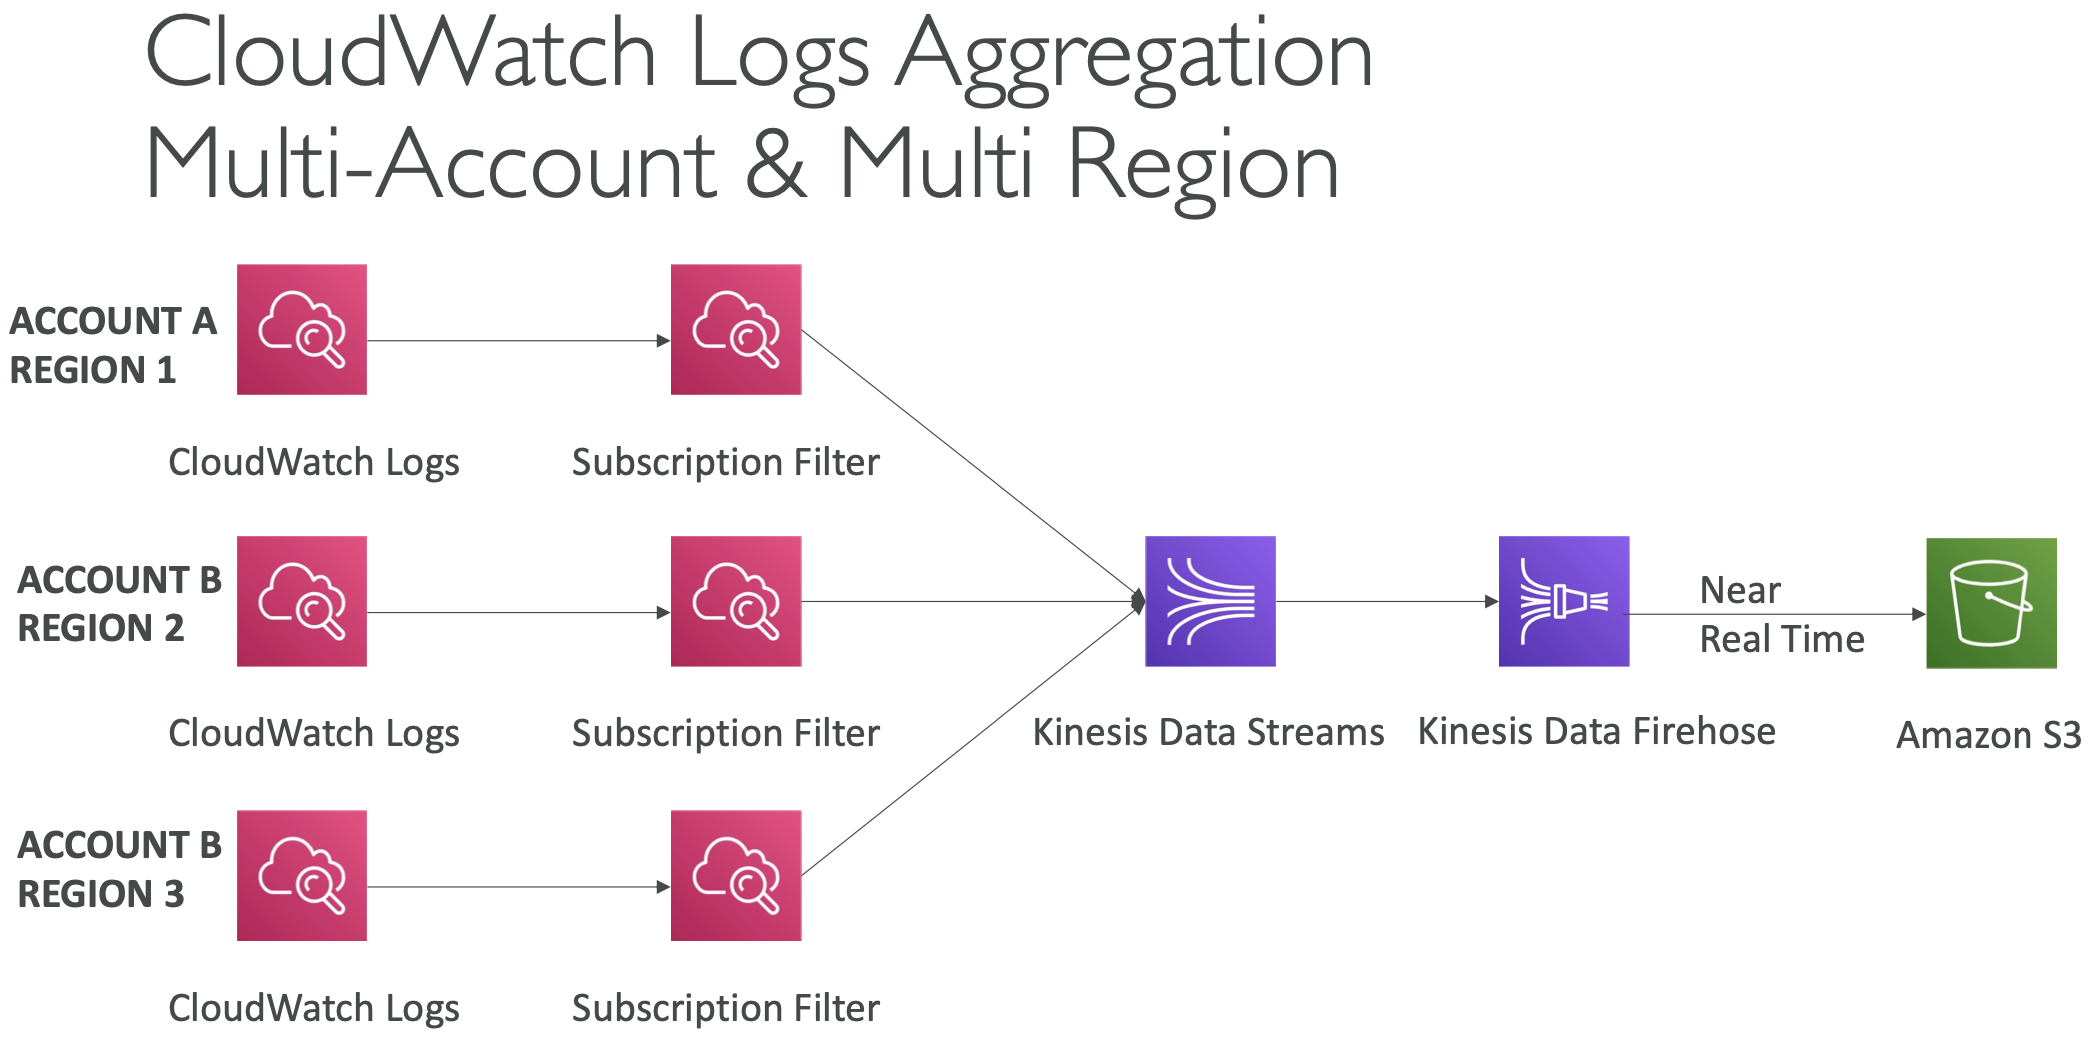 CloudWatch Logs Aggregation
Multi-Account & Multi Region
ACCOUNT A
REGION 1
CloudWatch Logs
Subscription Filter
ACCOUNT B
REGION 2
CloudWatch Logs
Subscription Filter
Kinesis Data Streams
Kinesis Data Firehose
Near
Real Time
Amazon S3
ACCOUNT B
REGION 3
CloudWatch Logs
Subscription Filter